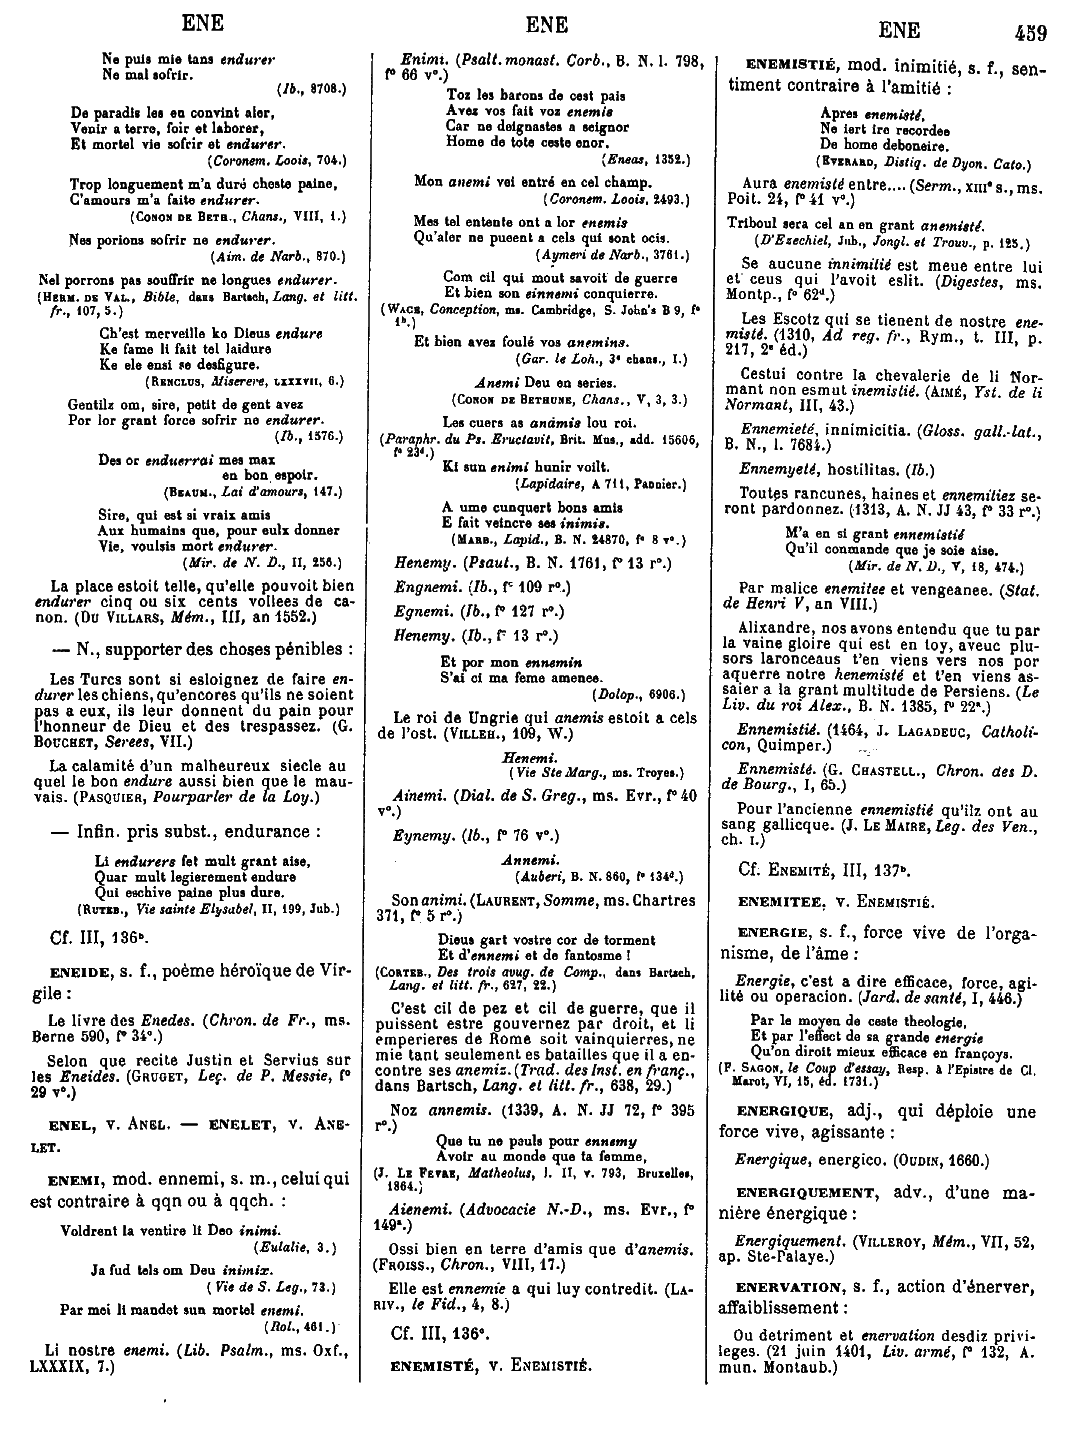 ENE
ENE
ENE 459
Ne puis mie tans endurer
Ne mal sofrir.
(Ib., 8708.)
De paradis les en convint aler,
Venir a terre, foir et laborer,
Et mortel vie sofrir et endurer.
(Coronem. Loois, 704.)
Trop longuement m'a duré cheste paine,
C'amours m'a faite endurer.
(CONON DE BETH., Chans., VIII, 1.)
Nes porions sofrir ne endurer.
(Aim. de Narb., 870.)
Nel porrons pas souffrir ne longues endurer.
(HERM. DE VAL., Bible, dans Bartsch, Lang. et litt.
fr., 107, 5.)
Ch'est merveille ko Dieus endure
Ke fame li fait tel laidure
Ke ele ensi se desfigure.
(RENCLUS, Miserere, LXXXVII, 6.)
Gentilz om, sire, petit de gent avez
Por lor grant force sofrir ne endurer.
(Ib., 1576.)
Des or enduerrai mes max
en bon espoir.
(BEAUM., Lai d'amours, 147.)
Sire, qui est si vraix amis
Aux humains que, pour eulx donner
Vie, voulsis mort endurer.
(Mir. de N. D., II, 256.)
La place estoit telle, qu'elle pouvoit bien
endurer cinq ou six cents vollees de ca-
non. (DU VILLARS, Mém., III, an 1552.)
— N., supporter des choses pénibles :
Les Turcs sont si esloignez de faire en-
durer les chiens, qu'encores qu'ils ne soient
pas a eux, ils leur donnent du pain pour
l'honneur de Dieu et des trespassez. (G.
BOUCHET, Serees, VII.)
La calamité d'un malheureux siecle au
quel le bon endure aussi bien que le mau-
vais. (PASQUIER, Pourparler de la Loy.)
— Infin. pris subst., endurance :
Li endurers fet mult grant aise,
Quar mult legierement endure
Qui eschive paine plus dure.
(RUTEB., Vie sainte Elysabel, II, 199, Jub.)
Cf. III, 136ᵇ.
ENEIDE, s. f., poème héroïque de Vir-
gile :
Le livre des Enedes. (Chron. de Fr., ms.
Berne 590, fº 34ᶜ.)
Selon que recite Justin et Servius sur
les Eneides. (GRUGET, Leç. de P. Messie, fº
29 vº.)
ENEL, V. ANEL. — ENELET, V. ANE-
LET.
ENEMI, mod. ennemi, s. m., celui qui
est contraire à qqn ou à qqch. :
Voldrent la ventire li Deo inimi.
(Eulalie, 3.)
Ja fud tels om Deu inimix.
(Vie de S. Leg., 73.)
Par mei li mandet sun mortel enemi.
(Rol., 461.)
Li nostre enemi. (Lib. Psalm., ms. Oxf.,
LXXXIX, 7.)
Enimi. (Psalt. monast. Corb., B. N. l. 798,
fº 66 vº.)
Toz les barons de cest pais
Avez vos fait voz enemis
Car ne deignastes a seignor
Home de tote ceste enor.
(Eneas, 1352.)
Mon anemi vei entré en cel champ.
(Coronem. Loois, 2493.)
Mes tel entente ont a lor enemis
Qu'aler ne pueent a cels qui sont ocis.
(Aymeri de Narb., 3761.)
Com cil qui mout savoit de guerre
Et bien son einnemi conquierre.
(WACE, Conception, ms. Cambridge, S. John's B 9, fº
1ᵇ.)
Et bien avez foulé vos anemins.
(Gar. le Loh., 3ᵉ chans., I.)
Anemi Deu en series.
(CONON DE BETHUNE, Chans., V, 3, 3.)
Les cuers as anámis lou roi.
(Paraphr. du Ps. Eructavit, Brit. Mus., add. 15606,
fº 23ᵈ.)
Ki sun enimi hunir voilt.
(Lapidaire, A 711, Pannier.)
A ume cunquert bons amis
E fait veincre ses inimis.
(MARB., Lapid., B. N. 24870, fº 8 vº.)
Henemy. (Psaut., B. N. 1761, fº 13 rº.)
Engnemi. (Ib., fº 109 rº.)
Egnemi. (Ib., fº 127 rº.)
Henemy. (Ib., fº 13 rº.)
Et por mon ennemin
S'ai ci ma feme amenee.
(Dolop., 6906.)
Le roi de Ungrie qui anemis estoit a cels
de l'ost. (VILLEH., 109, W.)
Henemi.
(Vie Ste Marg., ms. Troyes.)
Ainemi. (Dial. de S. Greg., ms. Evr., fº 40
vº.)
Eynemy. (Ib., fº 76 vº.)
Annemi.
(Auberi, B. N. 860, fº 134ᵈ.)
Son animi. (LAURENT, Somme, ms. Chartres
371, fº 5 rº.)
Dieus gart vostre cor de torment
Et d'ennemi et de fantosme !
(CORTEB., Des trois avug. de Comp., dans Bartsch,
Lang. et litt. fr., 627, 22.)
C'est cil de pez et cil de guerre, que il
puissent estre gouvernez par droit, et li
emperieres de Rome soit vainquierres, ne
mie tant seulement es batailles que il a en-
contre ses anemiz. (Trad. des Inst. en franç.,
dans Bartsch, Lang. et litt. fr., 638, 29.)
Noz annemis. (1339, A. N. JJ 72, fº 395
rº.)
Que tu ne pauls pour ennemy
Avoir au monde que ta femme,
(J. LE FEVRE, Matheolus, l. II, v. 793, Bruxelles,
1864.)
Aienemi. (Advocacie N.-D., ms. Evr., fº
149ᵃ.)
Ossi bien en terre d'amis que d'anemis.
(FROISS., Chron., VIII, 17.)
Elle est ennemie a qui luy contredit. (LA-
RIV., le Fid., 4, 8.)
Cf. III, 136ᶜ.
ENEMISTÉ, V. ENEMISTIÉ.
ENEMISTIÉ, mod. inimitié, s. f., sen-
timent contraire à l'amitié :
Apres enemisté,
Ne iert ire recordee
De home deboneire.
(EVERARD, Distiq. de Dyon. Cato.)
Aura enemisté entre.... (Serm., XIIIᵉ s., ms.
Poit. 24, fº 41 vº.)
Triboul sera cel an en grant anemisté.
(D'Ezechiel, Jub., Jongl. et Trouv., p. 125.)
Se aucune innimilié est meue entre lui
et ceus qui l'avoit eslit. (Digestes, ms.
Montp., fº 62ᵈ.)
Les Escotz qui se tienent de nostre ene-
misté. (1310, Ad reg. fr., Rym., t. III, p.
217, 2ᵉ éd.)
Cestui contre la chevalerie de li Nor-
mant non esmut inemistié. (AIMÉ, Yst. de li
Normant, III, 43.)
Ennemieté, innimicitia. (Gloss. gall.-lat.,
B. N., l. 7684.)
Ennemyeté, hostilitas. (Ib.)
Toutes rancunes, haines et ennemiliez se-
ront pardonnez. (1313, A. N. JJ 43, fº 33 rº.)
M'a en si grant ennemistié
Qu'il conmande que je soie aise.
(Mir. de N. D., V, 18, 474.)
Par malice enemitee et vengeanee. (Stat.
de Henri V, an VIII.)
Alixandre, nos avons entendu que tu par
la vaine gloire qui est en toy, aveuc plu-
sors laronceaus t'en viens vers nos por
aquerre notre henemisté et t'en viens as-
saier a la grant multitude de Persiens. (Le
Liv. du roi Alex., B. N. 1385, fº 22ᵃ.)
Ennemistié. (1464, J. LAGADEUC, Catholi-
con, Quimper.)
Ennemisté. (G. CHASTELL., Chron. des D.
de Bourg., I, 65.)
Pour l'ancienne ennemistié qu'ilz ont au
sang gallicque. (J. LE MAIRE, Leg. des Ven.,
ch. I.)
Cf. ENEMITÉ, III, 137ᵇ.
ENEMITEE, V. ENEMISTIÉ.
ENERGIE, s. f., force vive de l'orga-
nisme, de l'âme :
Energie, c'est a dire efficace, force, agi-
lité ou operacion. (Jard. de santé, I, 446.)
Par le moyen de ceste theologie,
Et par l'effect de sa grande energie
Qu'on diroit mieux efficace en françoys.
(F. SAGON, le Coup d'essay, Resp. à l'Epistre de Cl.
Marot, VI, 15, éd. 1731.)
ENERGIQUE, adj., qui déploie une
force vive, agissante :
Energique, energico. (OUDIN, 1660.)
ENERGIQUEMENT, adv., d'une ma-
nière énergique :
Energiquement. (VILLEROY, Mém., VII, 52,
ap. Ste-Palaye.)
ENERVATION, s. f., action d'énerver,
affaiblissement :
Ou detriment et enervation desdiz privi-
leges. (21 juin 1401, Liv. armé, fº 132, A.
mun. Montaub.)